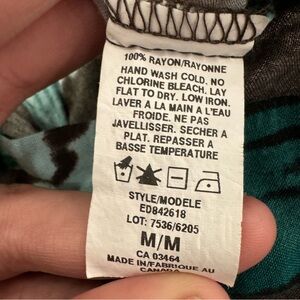 100% RAYON/RAYONNE
HAND WASH COLD. NO
CHLORINE BLEACH. LAY
FLAT TO DRY. LOW IRON.
LAVER A LA MAIN A L'EAU
FROIDE. NE PAS
JAVELLISSER. SECHER A
PLAT. REPASSER A
BASSE TEMPERATURE
STYLE/MODELE
ED842618
LOT: 7536/6205
M/M
CA 03464
MADE IN/FABRIQUE AU
CANADA